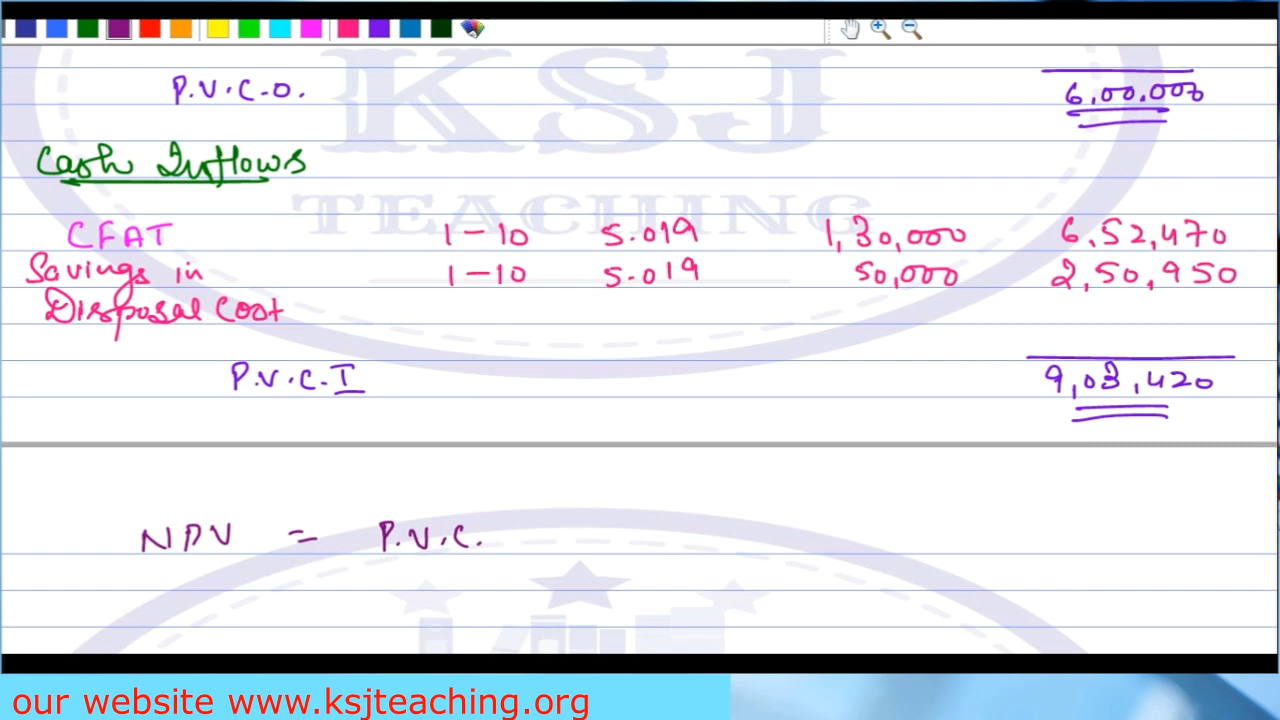 KSJ
TEACHING
P.V.C.O. 6,00,000
Cash Inflows
CFAT 1-10 5.019 1,30,000 6,52,470
Savings in 1-10 5.019 50,000 2,50,950
Disposal Cost
P.V.C.I 9,03,420
NPV = P.V.C.
our website www.ksjteaching.org